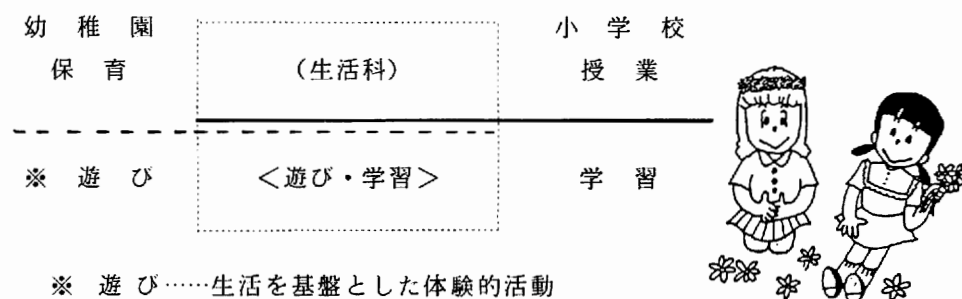 幼稚園 小学校
保育 (生活科) 授業
※ 遊び <遊び・学習> 学習
※ 遊び……生活を基盤とした体験的活動